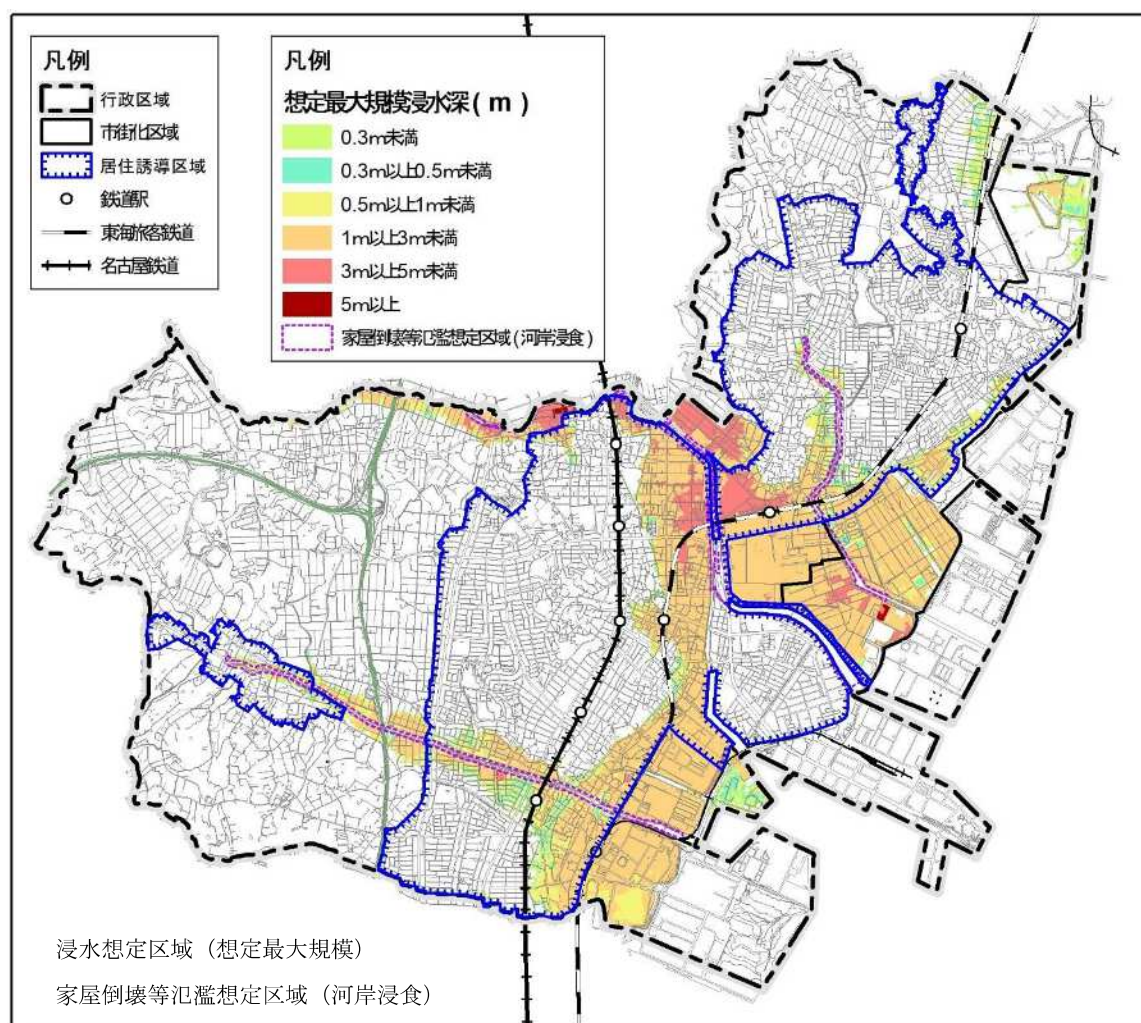 凡例
行政区域
市街化区域
居住誘導区域
鉄道駅
東海旅客鉄道
名古屋鉄道
凡例
想定最大規模浸水深(m)
0.3m未満
0.3m以上0.5m未満
0.5m以上1m未満
1m以上3m未満
3m以上5m未満
5m以上
家屋倒壊等氾濫想定区域(河岸浸食)
浸水想定区域（想定最大規模）
家屋倒壊等氾濫想定区域（河岸浸食）